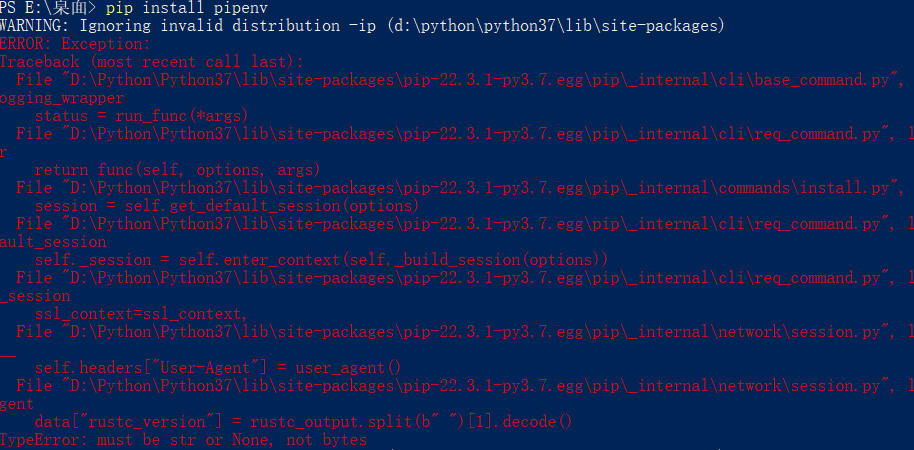 PS E:\桌面> pip install pipenv
WARNING: Ignoring invalid distribution -ip (d:\python\python37\lib\site-packages)
ERROR: Exception:
Traceback (most recent call last):
  File "D:\Python\Python37\lib\site-packages\pip-22.3.1-py3.7.egg\pip\_internal\cli\base_command.py",
ogging_wrapper
    status = run_func(*args)
  File "D:\Python\Python37\lib\site-packages\pip-22.3.1-py3.7.egg\pip\_internal\cli\req_command.py", l
r
    return func(self, options, args)
  File "D:\Python\Python37\lib\site-packages\pip-22.3.1-py3.7.egg\pip\_internal\commands\install.py",
    session = self.get_default_session(options)
  File "D:\Python\Python37\lib\site-packages\pip-22.3.1-py3.7.egg\pip\_internal\cli\req_command.py", l
ault_session
    self._session = self.enter_context(self._build_session(options))
  File "D:\Python\Python37\lib\site-packages\pip-22.3.1-py3.7.egg\pip\_internal\cli\req_command.py", l
_session
    ssl_context=ssl_context,
  File "D:\Python\Python37\lib\site-packages\pip-22.3.1-py3.7.egg\pip\_internal\network\session.py", l
__
    self.headers["User-Agent"] = user_agent()
  File "D:\Python\Python37\lib\site-packages\pip-22.3.1-py3.7.egg\pip\_internal\network\session.py", l
gent
    data["rustc_version"] = rustc_output.split(b" ")[1].decode()
TypeError: must be str or None, not bytes